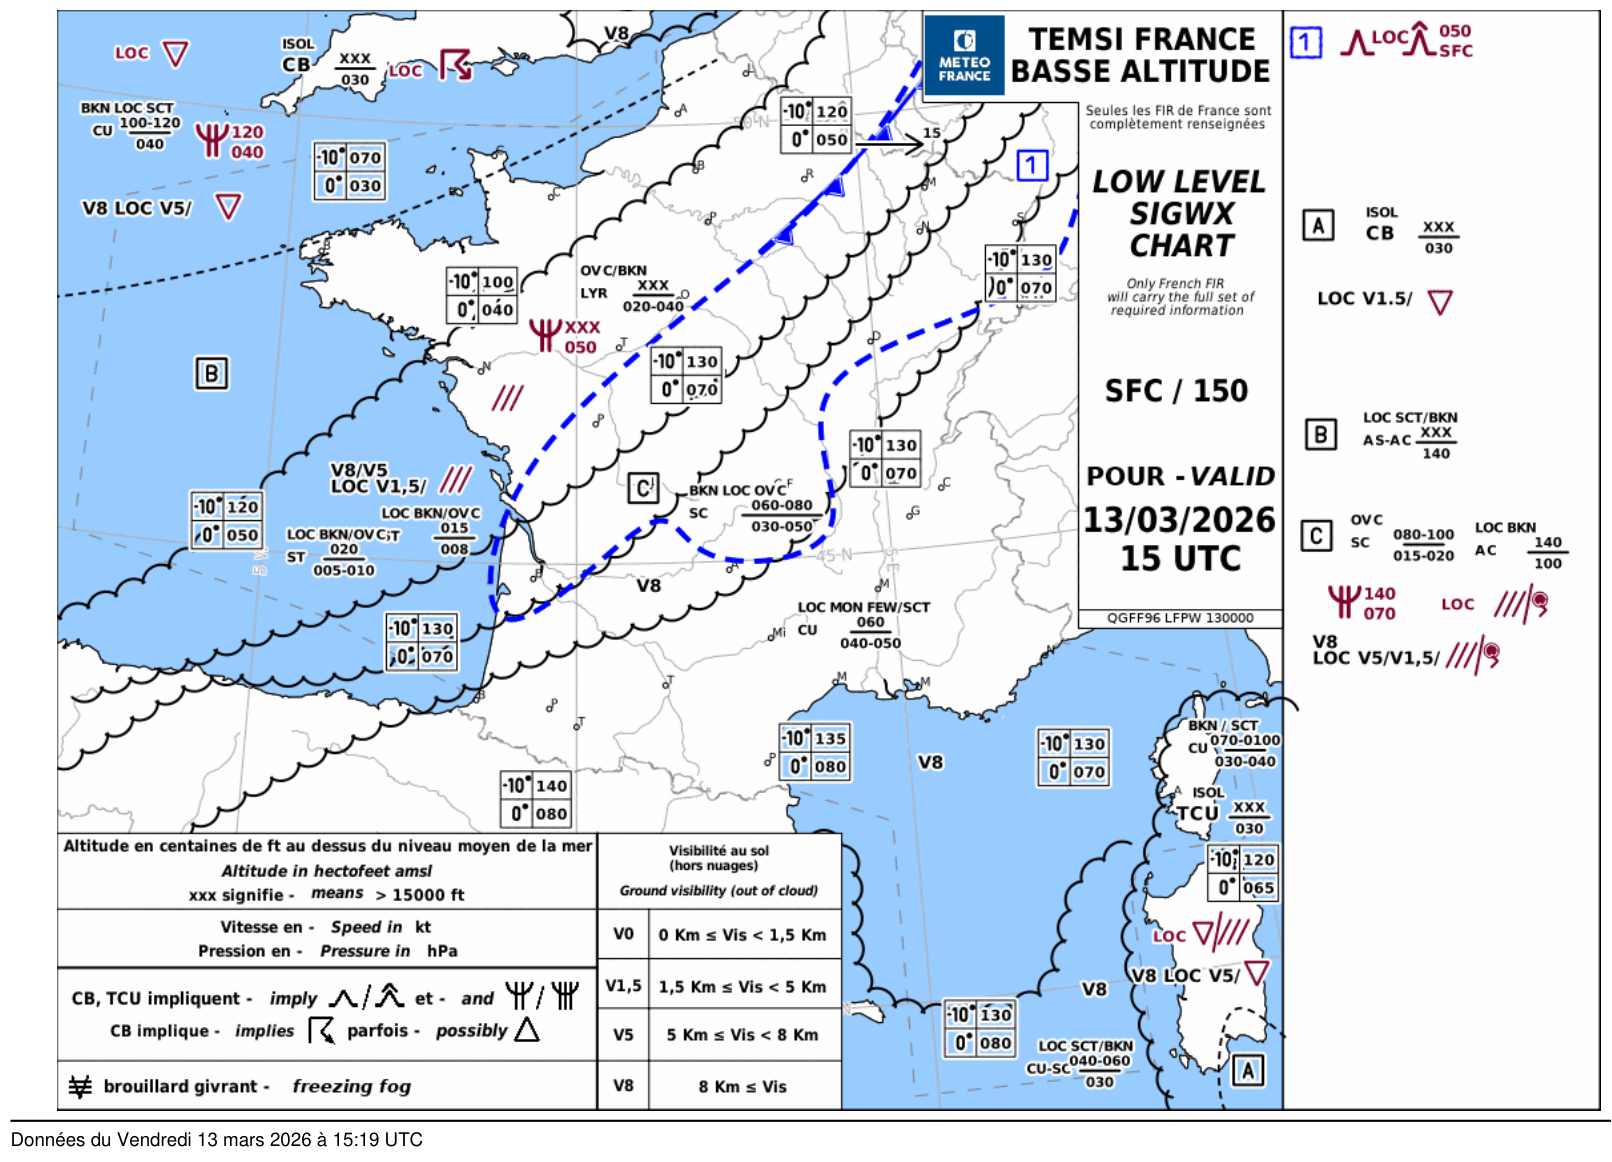 LOC
ISOL
CB XXX
030
LOC
V8
BKN LOC SCT
CU 100-120
040
120
040
V8 LOC V5/
-10° 070
0° 030
-10° 120
0° 050
15
METEO
FRANCE
TEMSI FRANCE
BASSE ALTITUDE
Seules les FIR de France sont
complètement renseignées
LOW LEVEL
SIGWX
CHART
Only French FIR
will carry the full set of
required information
SFC / 150
POUR - VALID
13/03/2026
15 UTC
QGFF96 LFPW 130000
1
1 LOC 050
SFC
A ISOL
CB XXX
030
LOC V1.5/
B LOC SCT/BKN
AS-AC XXX
140
C OVC
SC 080-100
015-020
LOC BKN
AC 140
100
140
070
LOC
V8
LOC V5/V1,5/
-10° 100
0° 040
OVC/BKN
LYR XXX
020-040
XXX
050
-10° 130
0° 070
-10° 130
0° 070
B
-10° 130
0° 070
V8/V5
LOC V1,5/
LOC BKN/OVC
ST 015
008
LOC BKN/OVC
ST 020
005-010
-10° 120
0° 050
C
BKN LOC OVC
SC 060-080
030-050
45°N
50°N
V8
LOC MON FEW/SCT
CU 060
040-050
-10° 130
0° 070
-10° 135
0° 080
V8
-10° 130
0° 070
-10° 140
0° 080
BKN / SCT
CU 070-0100
030-040
ISOL
TCU XXX
030
-10° 120
0° 065
LOC
V8 LOC V5/
V8
-10° 130
0° 080
LOC SCT/BKN
CU-SC 040-060
030
A
Altitude en centaines de ft au dessus du niveau moyen de la mer
Altitude in hectofeet amsl
xxx signifie - means > 15000 ft
Vitesse en - Speed in kt
Pression en - Pressure in hPa
CB, TCU impliquent - imply / et - and /
CB implique - implies parfois - possibly
brouillard givrant - freezing fog
Visibilité au sol
(hors nuages)
Ground visibility (out of cloud)
V0 0 Km ≤ Vis < 1,5 Km
V1,5 1,5 Km ≤ Vis < 5 Km
V5 5 Km ≤ Vis < 8 Km
V8 8 Km ≤ Vis
Données du Vendredi 13 mars 2026 à 15:19 UTC